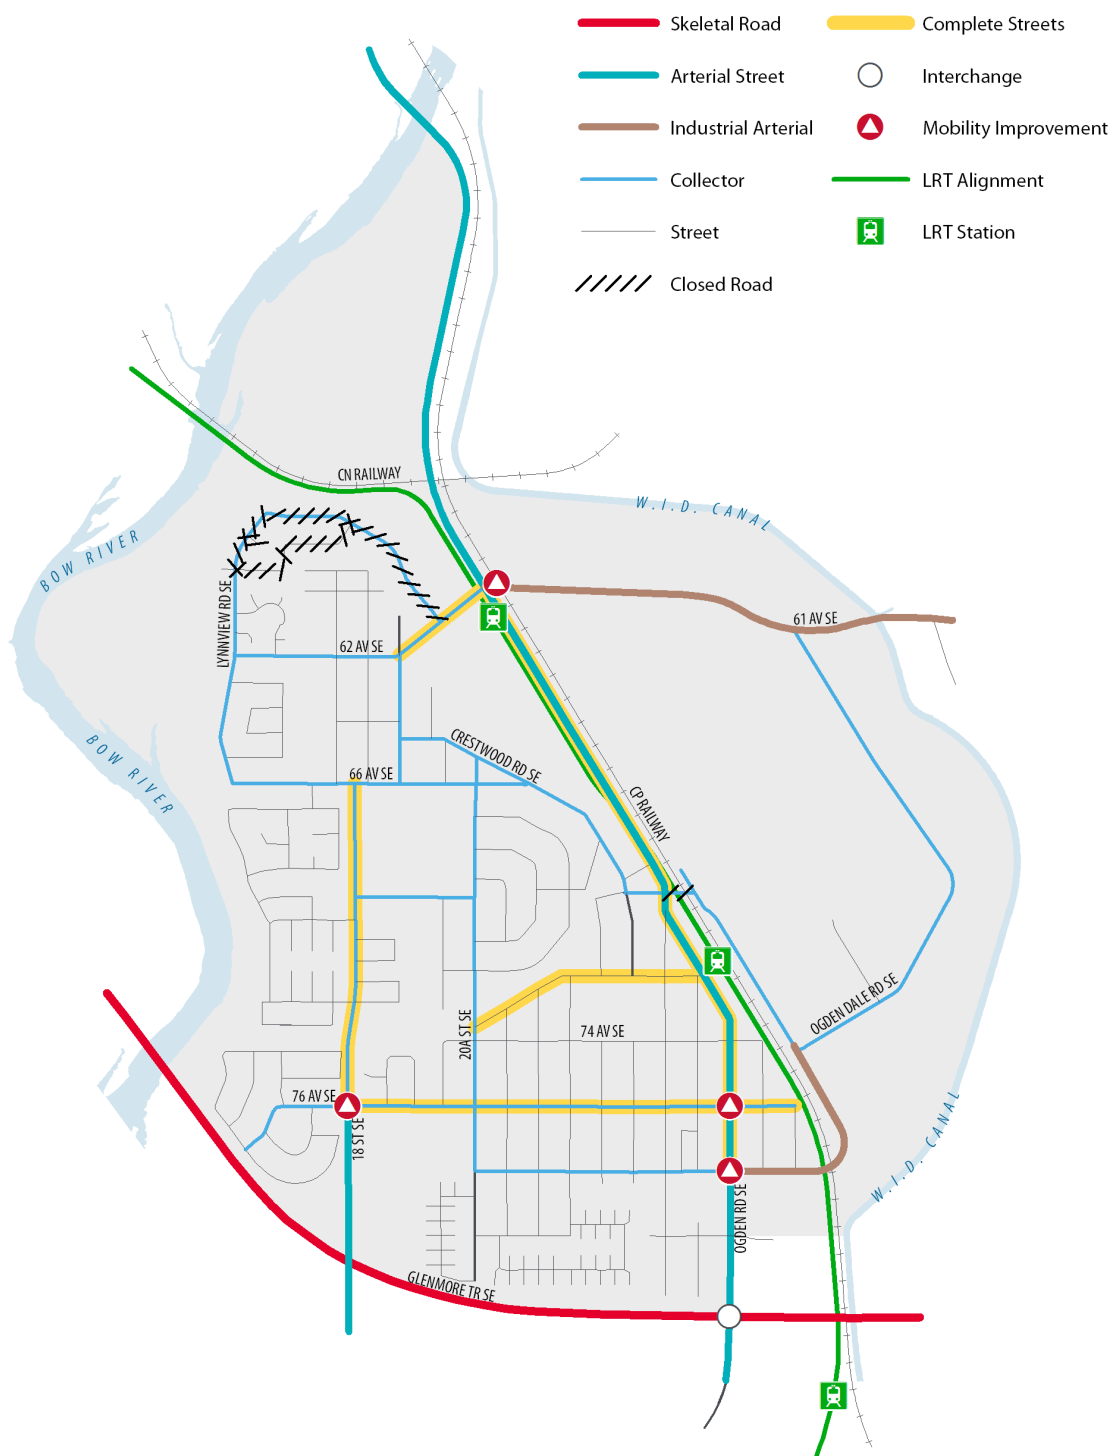 Skeletal Road
Complete Streets
Arterial Street
Interchange
Industrial Arterial
Mobility Improvement
Collector
LRT Alignment
Street
LRT Station
Closed Road
CN RAILWAY
W.I.D. CANAL
BOW RIVER
LYNNVIEW RD SE
61 AV SE
62 AV SE
BOW RIVER
CRESTWOOD RD SE
66 AV SE
CP RAILWAY
OGDEN DALE RD SE
20A ST SE
74 AV SE
76 AV SE
18 ST SE
W.I.D. CANAL
OGDEN RD SE
GLENMORE TR SE